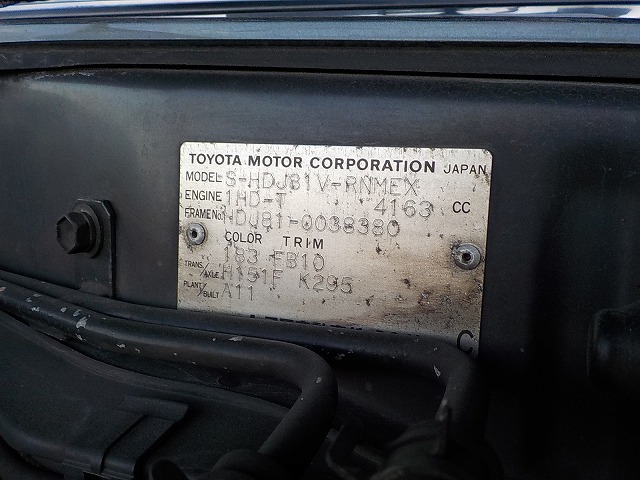 TOYOTA MOTOR CORPORATION JAPAN
MODEL S-HDJ81V-RNMEX
ENGINE 1HD-T 4163 CC
FRAME No. HDJ81-0038380
COLOR TRIM
183 FB10
TRANS./AXLE H151F K295
PLANT/BUILT A11
C